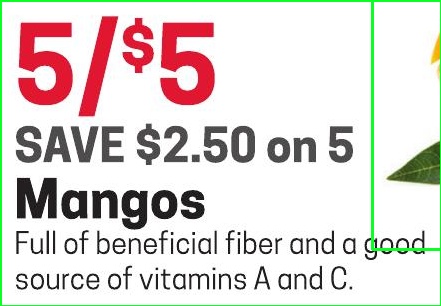 5/$5
SAVE $2.50 on 5
Mangos
Full of beneficial fiber and a good
source of vitamins A and C.